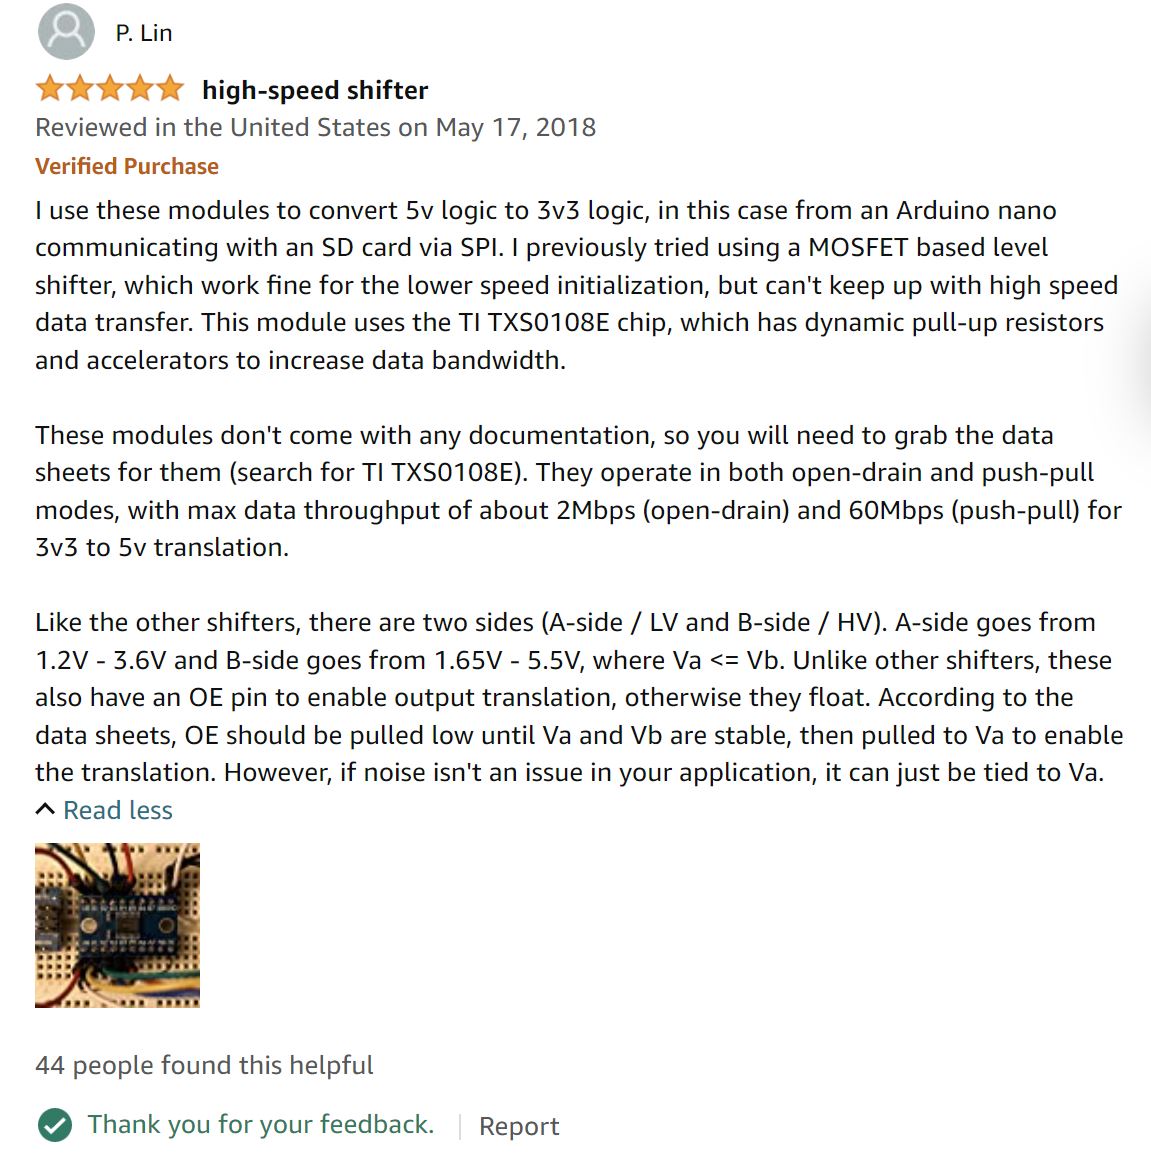 P. Lin
high-speed shifter
Reviewed in the United States on May 17, 2018
Verified Purchase
I use these modules to convert 5v logic to 3v3 logic, in this case from an Arduino nano
communicating with an SD card via SPI. I previously tried using a MOSFET based level
shifter, which work fine for the lower speed initialization, but can't keep up with high speed
data transfer. This module uses the TI TXS0108E chip, which has dynamic pull-up resistors
and accelerators to increase data bandwidth.
These modules don't come with any documentation, so you will need to grab the data
sheets for them (search for TI TXS0108E). They operate in both open-drain and push-pull
modes, with max data throughput of about 2Mbps (open-drain) and 60Mbps (push-pull) for
3v3 to 5v translation.
Like the other shifters, there are two sides (A-side / LV and B-side / HV). A-side goes from
1.2V - 3.6V and B-side goes from 1.65V - 5.5V, where Va <= Vb. Unlike other shifters, these
also have an OE pin to enable output translation, otherwise they float. According to the
data sheets, OE should be pulled low until Va and Vb are stable, then pulled to Va to enable
the translation. However, if noise isn't an issue in your application, it can just be tied to Va.
Read less
44 people found this helpful
Thank you for your feedback.
Report